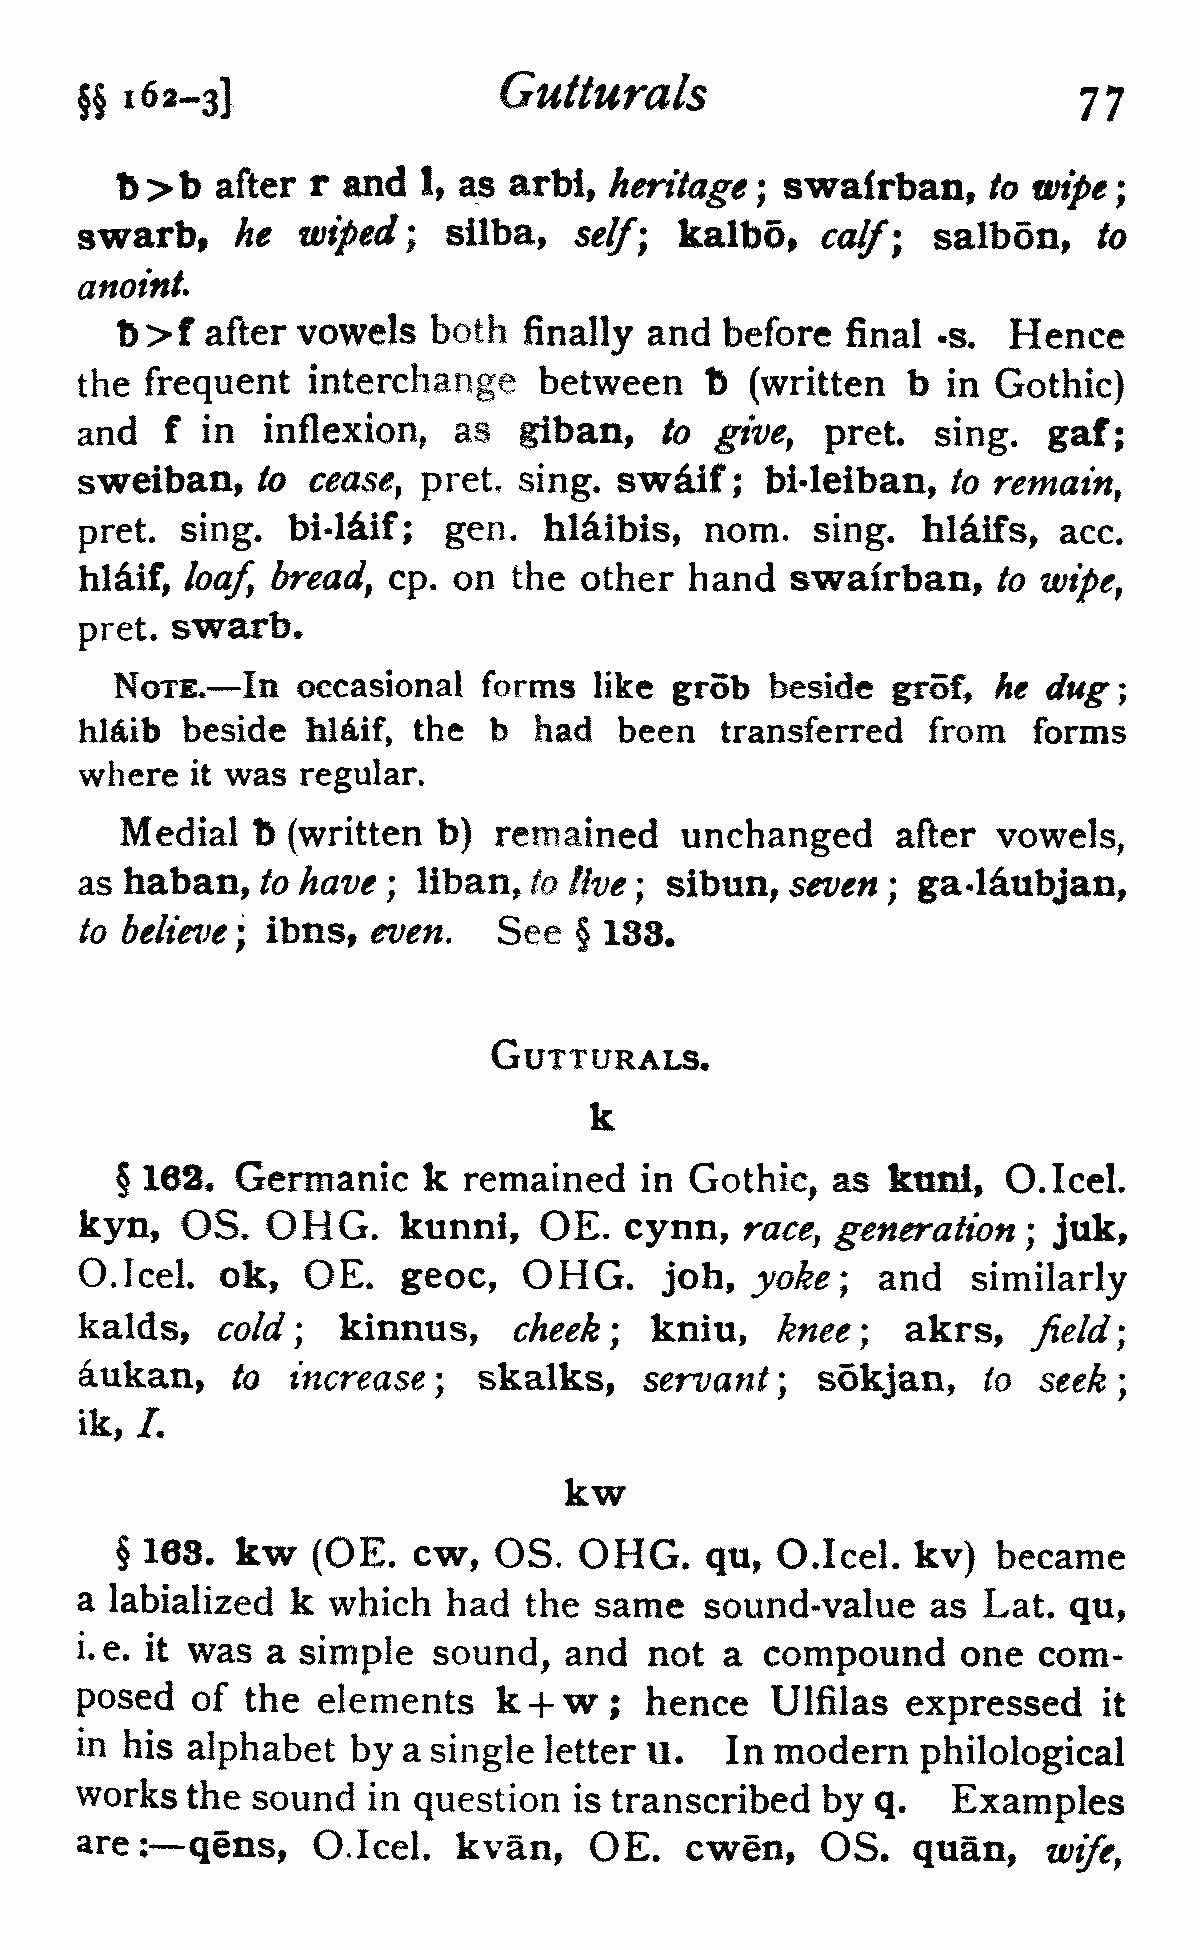 §§ 162–3] Gutturals 77
ƀ>b after r and l, as arbi, heritage; swaírban, to wipe;
swarb, he wiped; silba, self; kalbō, calf; salbōn, to
anoint.
ƀ>f after vowels both finally and before final -s. Hence
the frequent interchange between ƀ (written b in Gothic)
and f in inflexion, as giban, to give, pret. sing. gaf;
sweiban, to cease, pret. sing. swáif; bi-leiban, to remain,
pret. sing. bi-láif; gen. hláibis, nom. sing. hláifs, acc.
hláif, loaf, bread, cp. on the other hand swaírban, to wipe,
pret. swarb.
NOTE.—In occasional forms like grōb beside grōf, he dug;
hláib beside hláif, the b had been transferred from forms
where it was regular.
Medial ƀ (written b) remained unchanged after vowels,
as haban, to have; liban, to live; sibun, seven; ga-láubjan,
to believe; ibns, even. See § 133.
GUTTURALS.
k
§ 162. Germanic k remained in Gothic, as kuni, O.Icel.
kyn, OS. OHG. kunni, OE. cynn, race, generation; juk,
O.Icel. ok, OE. geoc, OHG. joh, yoke; and similarly
kalds, cold; kinnus, cheek; kniu, knee; akrs, field;
áukan, to increase; skalks, servant; sōkjan, to seek;
ik, I.
kw
§ 163. kw (OE. cw, OS. OHG. qu, O.Icel. kv) became
a labialized k which had the same sound-value as Lat. qu,
i.e. it was a simple sound, and not a compound one com-
posed of the elements k+w; hence Ulfilas expressed it
in his alphabet by a single letter u. In modern philological
works the sound in question is transcribed by q. Examples
are:—qēns, O.Icel. kvān, OE. cwēn, OS. quān, wife,